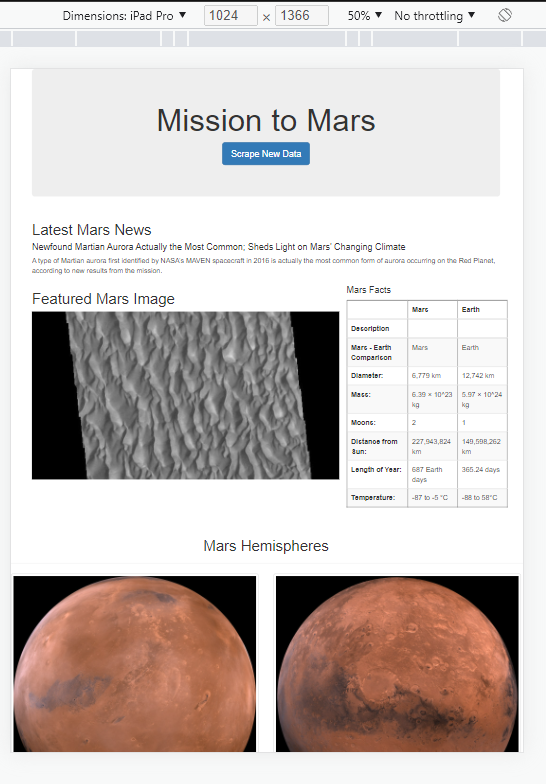 Dimensions: iPad Pro ▼ 1024 × 1366 50% ▼ No throttling ▼
Mission to Mars
Scrape New Data
Latest Mars News
Newfound Martian Aurora Actually the Most Common; Sheds Light on Mars' Changing Climate
A type of Martian aurora first identified by NASA's MAVEN spacecraft in 2016 is actually the most common form of aurora occurring on the Red Planet,
according to new results from the mission.
Featured Mars Image
Mars Facts
Mars Earth
Description
Mars - Earth Mars Earth
Comparison
Diameter: 6,779 km 12,742 km
Mass: 6.39 × 10^23 5.97 × 10^24
kg kg
Moons: 2 1
Distance from 227,943,824 149,598,262
Sun: km km
Length of Year: 687 Earth 365.24 days
days
Temperature: -87 to -5 °C -88 to 58°C
Mars Hemispheres